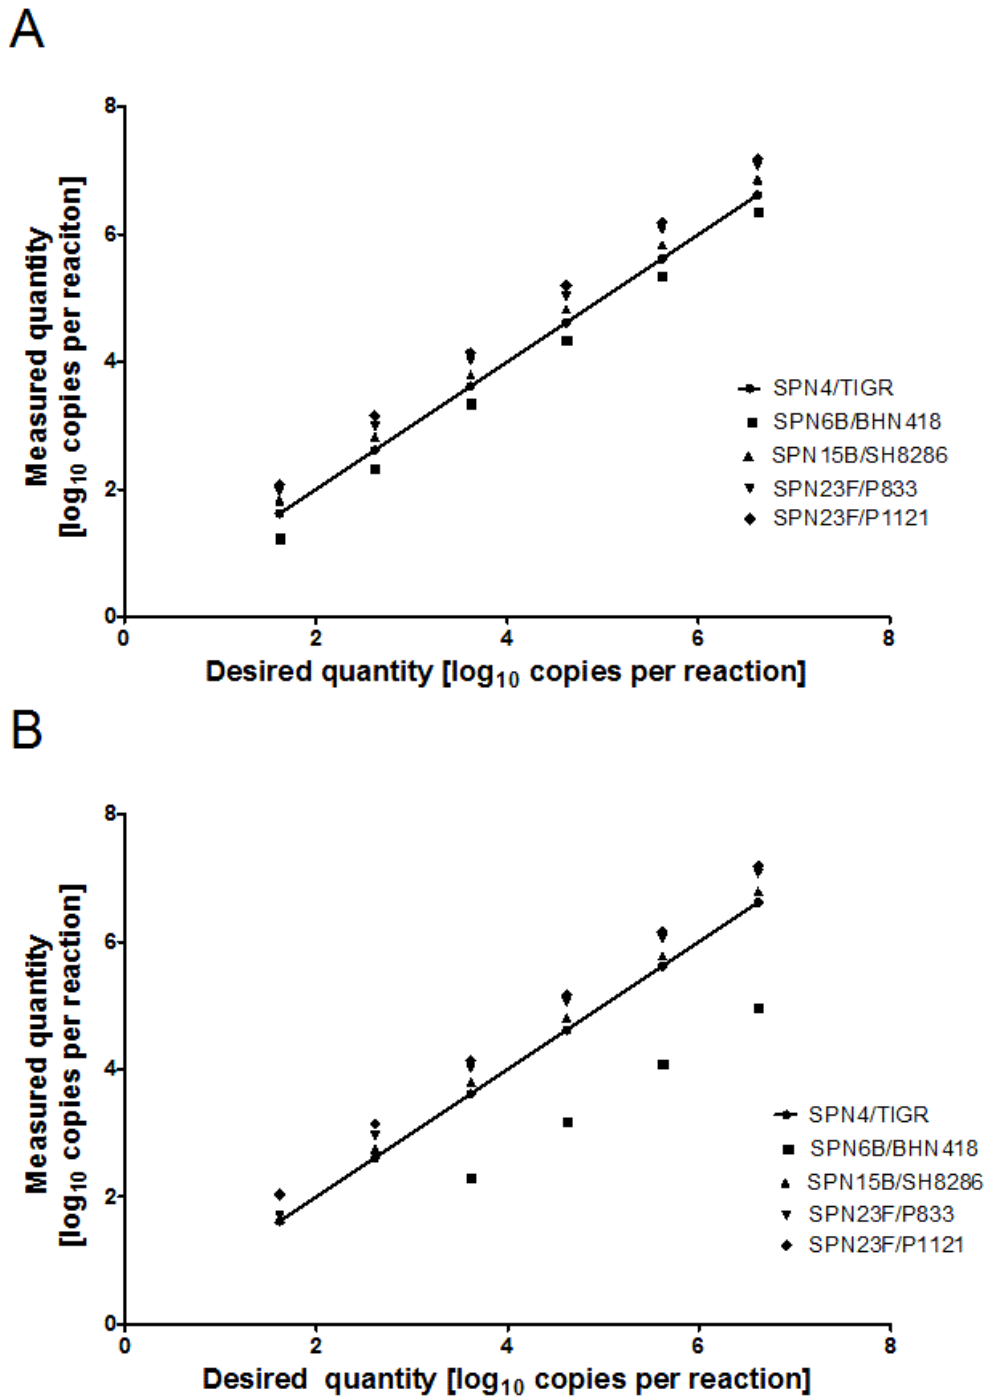 A
8
6
4
2
0
Measured quantity
[log10 copies per reaciton]
0 2 4 6 8
Desired quantity [log10 copies per reaction]
SPN4/TIGR
SPN6B/BHN418
SPN15B/SH8286
SPN23F/P833
SPN23F/P1121
B
8
6
4
2
0
Measured quantity
[log10 copies per reaction]
0 2 4 6 8
Desired quantity [log10 copies per reaction]
SPN4/TIGR
SPN6B/BHN418
SPN15B/SH8286
SPN23F/P833
SPN23F/P1121